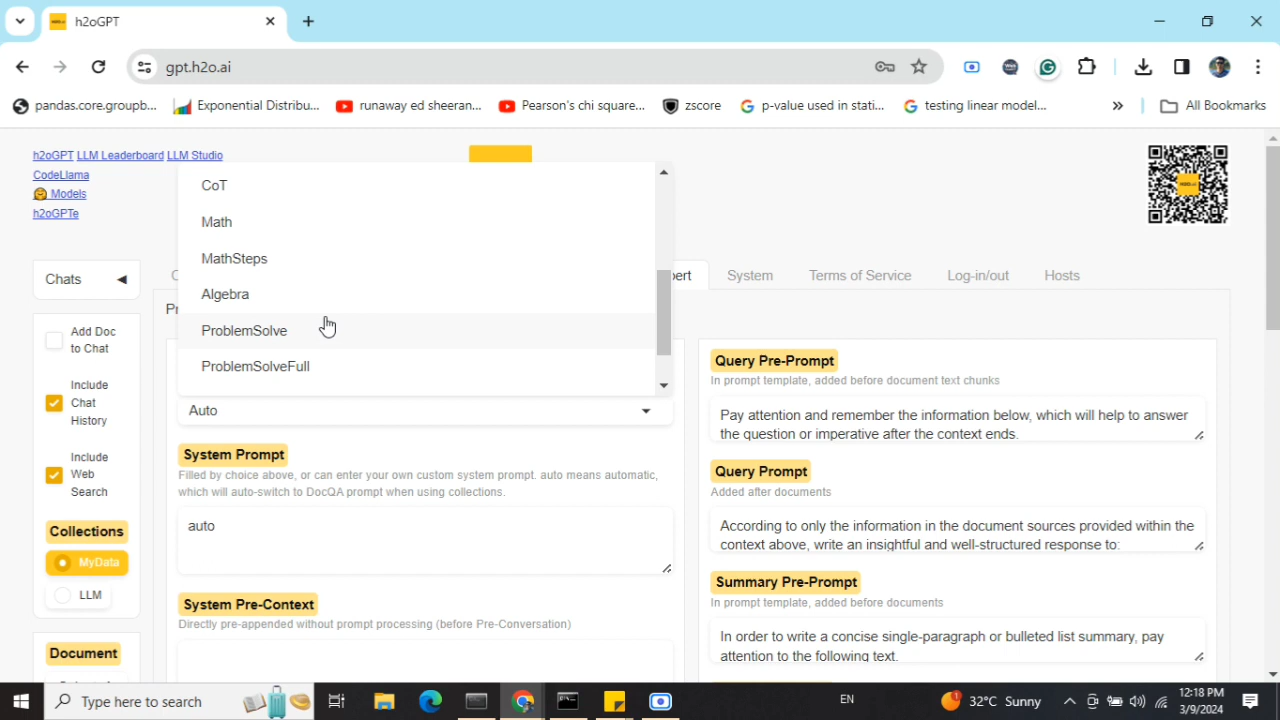 h2oGPT
gpt.h2o.ai
pandas.core.groupb...
Exponential Distribu...
runaway ed sheeran...
Pearson's chi square...
zscore
p-value used in stati...
testing linear model...
All Bookmarks
h2oGPT LLM Leaderboard LLM Studio
CodeLlama
Models
h2oGPTe
CoT
Math
MathSteps
Algebra
ProblemSolve
ProblemSolveFull
Auto
System
Terms of Service
Log-in/out
Hosts
Chats
Add Doc
to Chat
Include
Chat
History
Include
Web
Search
Collections
MyData
LLM
Document
System Prompt
Filled by choice above, or can enter your own custom system prompt. auto means automatic,
which will auto-switch to DocQA prompt when using collections.
auto
System Pre-Context
Directly pre-appended without prompt processing (before Pre-Conversation)
Query Pre-Prompt
In prompt template, added before document text chunks
Pay attention and remember the information below, which will help to answer
the question or imperative after the context ends.
Query Prompt
Added after documents
According to only the information in the document sources provided within the
context above, write an insightful and well-structured response to:
Summary Pre-Prompt
In prompt template, added before documents
In order to write a concise single-paragraph or bulleted list summary, pay
attention to the following text.
Type here to search
EN
32°C Sunny
12:18 PM
3/9/2024